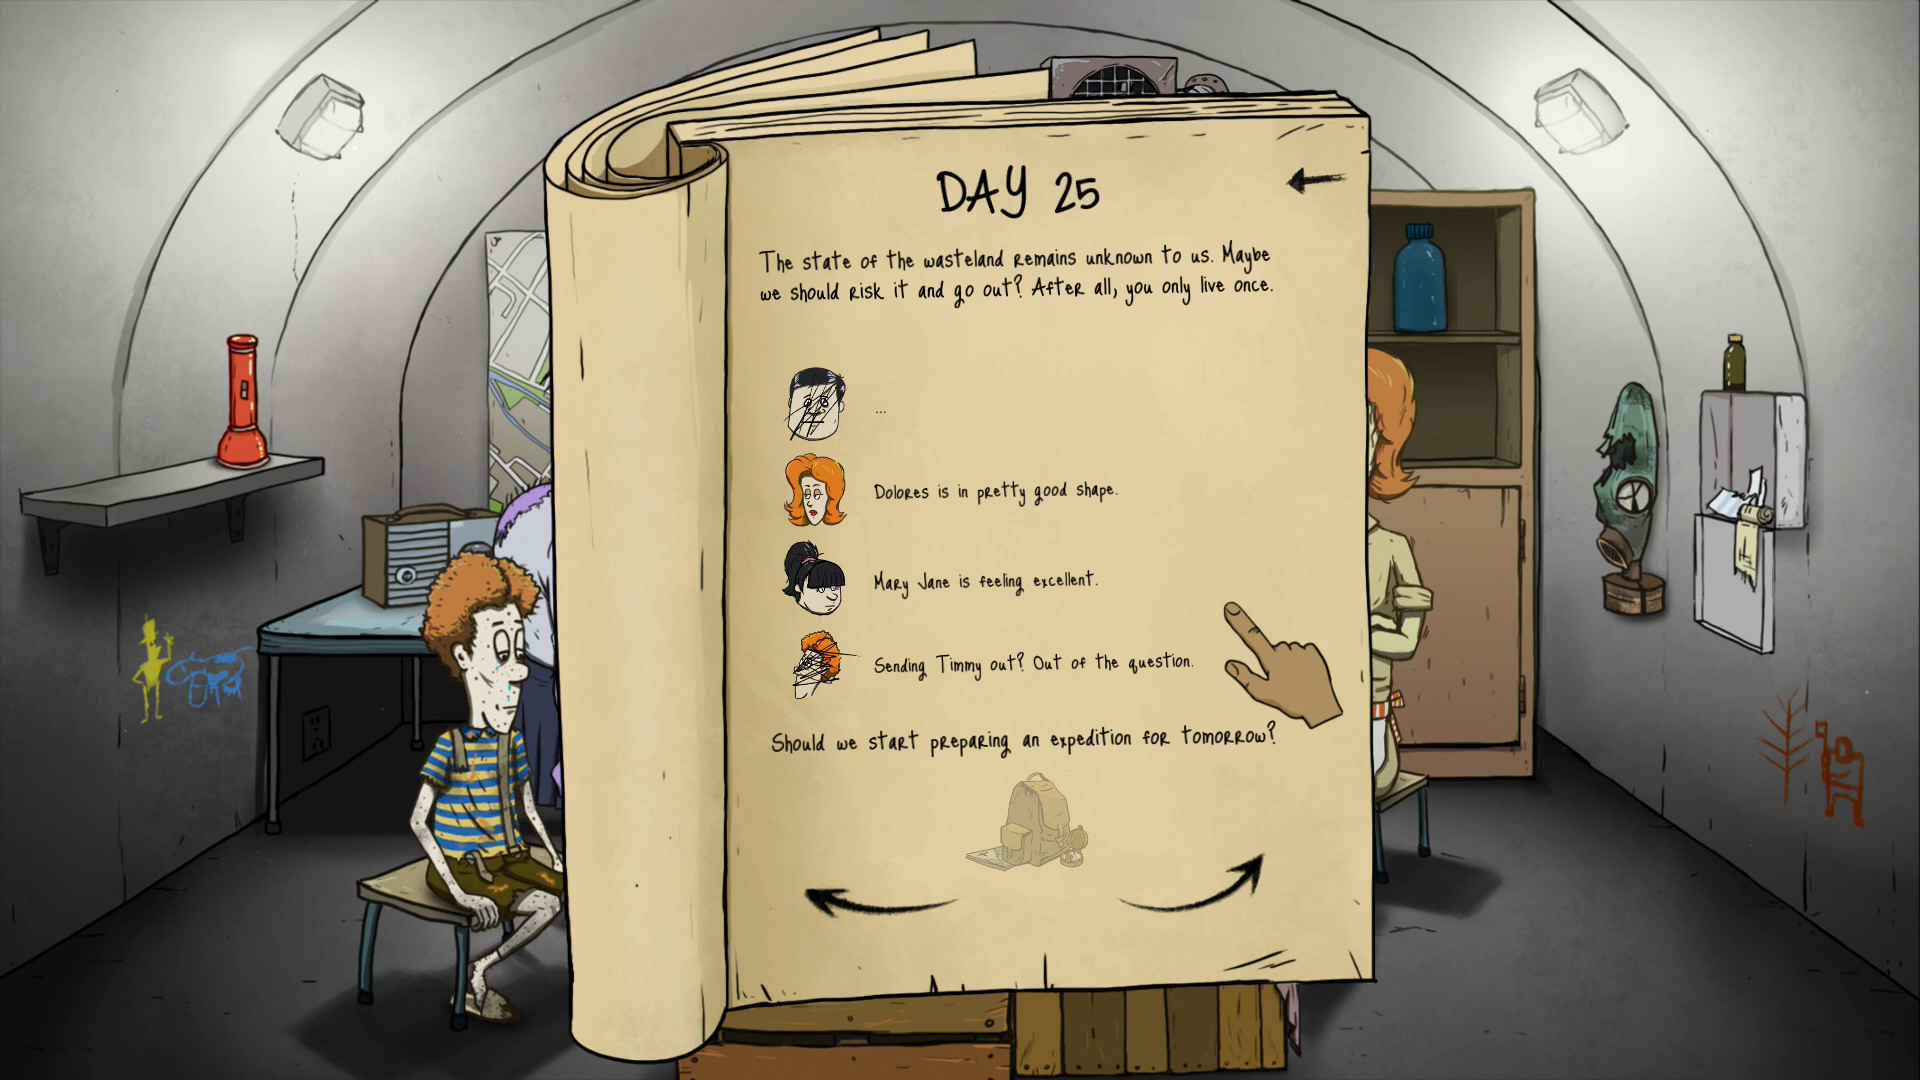 DAY 25
The state of the wasteland remains unknown to us. Maybe
we should risk it and go out? After all, you only live once.
...
Dolores is in pretty good shape.
Mary Jane is feeling excellent.
Sending Timmy out? Out of the question.
Should we start preparing an expedition for tomorrow?